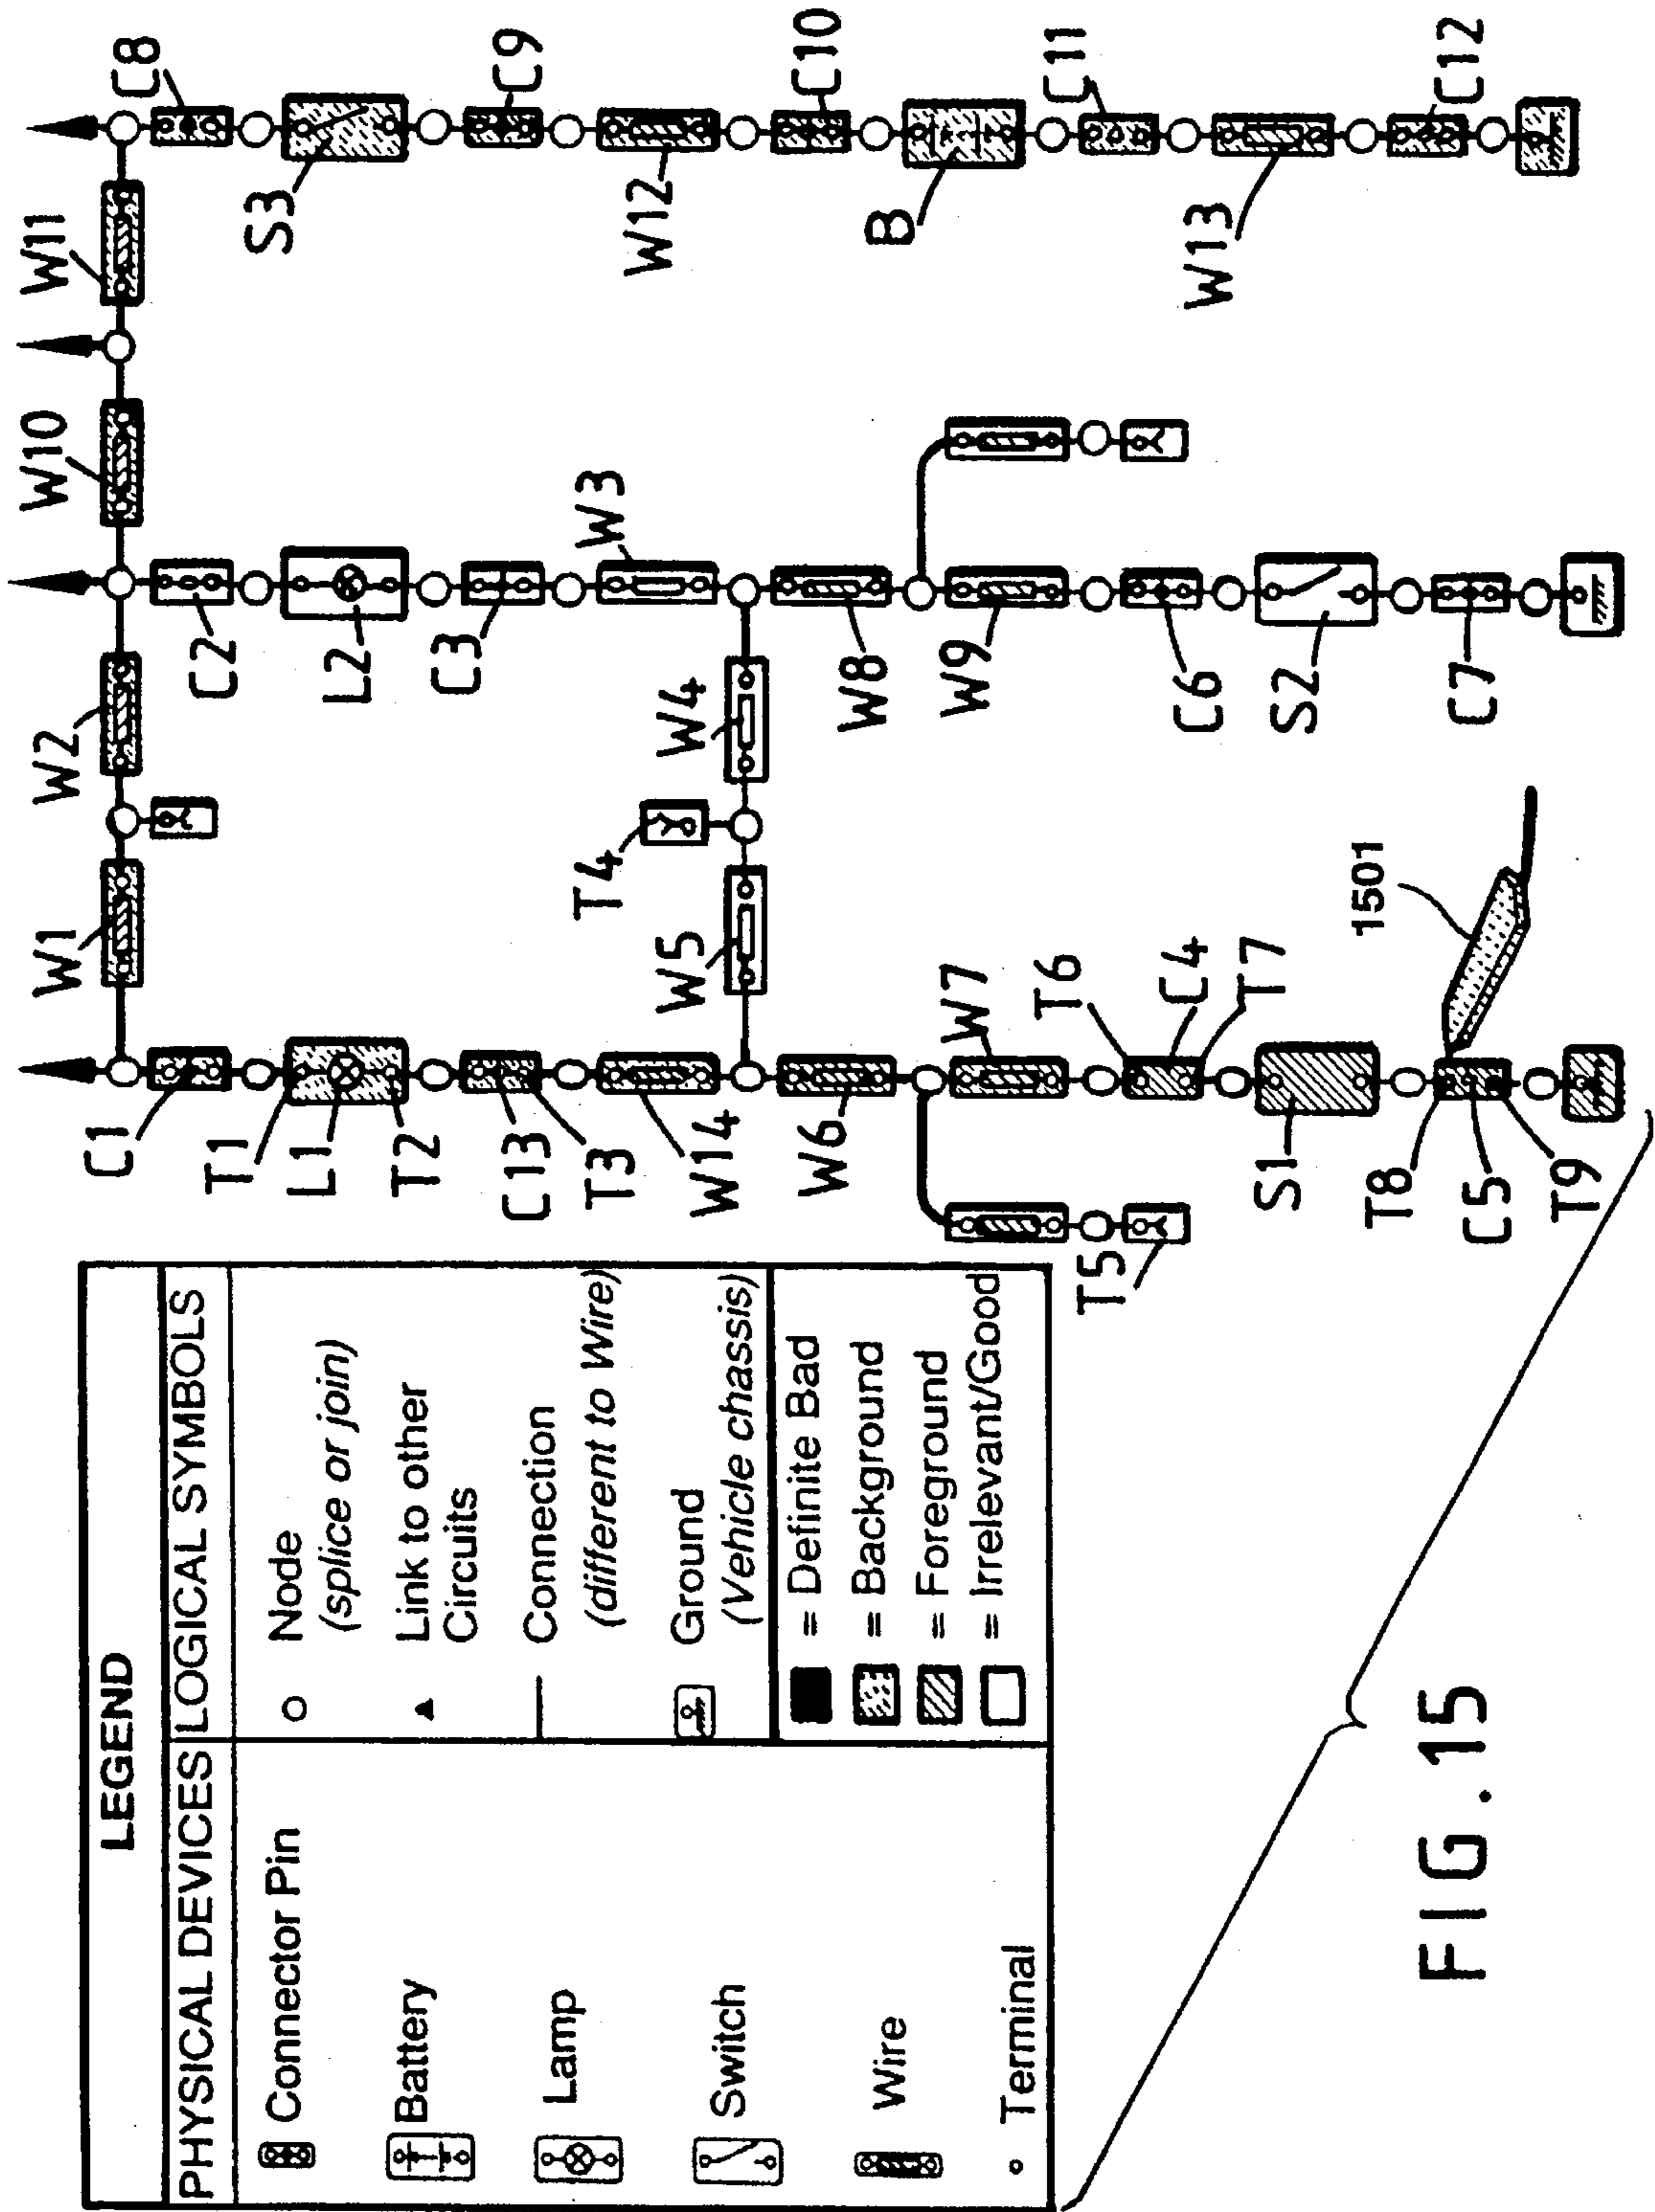 LEGEND
PHYSICAL DEVICES
LOGICAL SYMBOLS
Connector Pin
Battery
Lamp
Switch
Wire
Terminal
Node
(splice or join)
Link to other
Circuits
Connection
(different to Wire)
Ground
(Vehicle chassis)
= Definite Bad
= Background
= Foreground
= Irrelevant/Good
W1
W2
W10
W11
C1
T1
L1
T2
C13
T3
W14
W6
T5
W7
T6
C4
T7
S1
T8
C5
T9
1501
W5
T4
W4
C2
L2
C3
W3
W8
W9
C6
S2
C7
C8
S3
C9
W12
C10
B
C11
W13
C12
FIG. 15